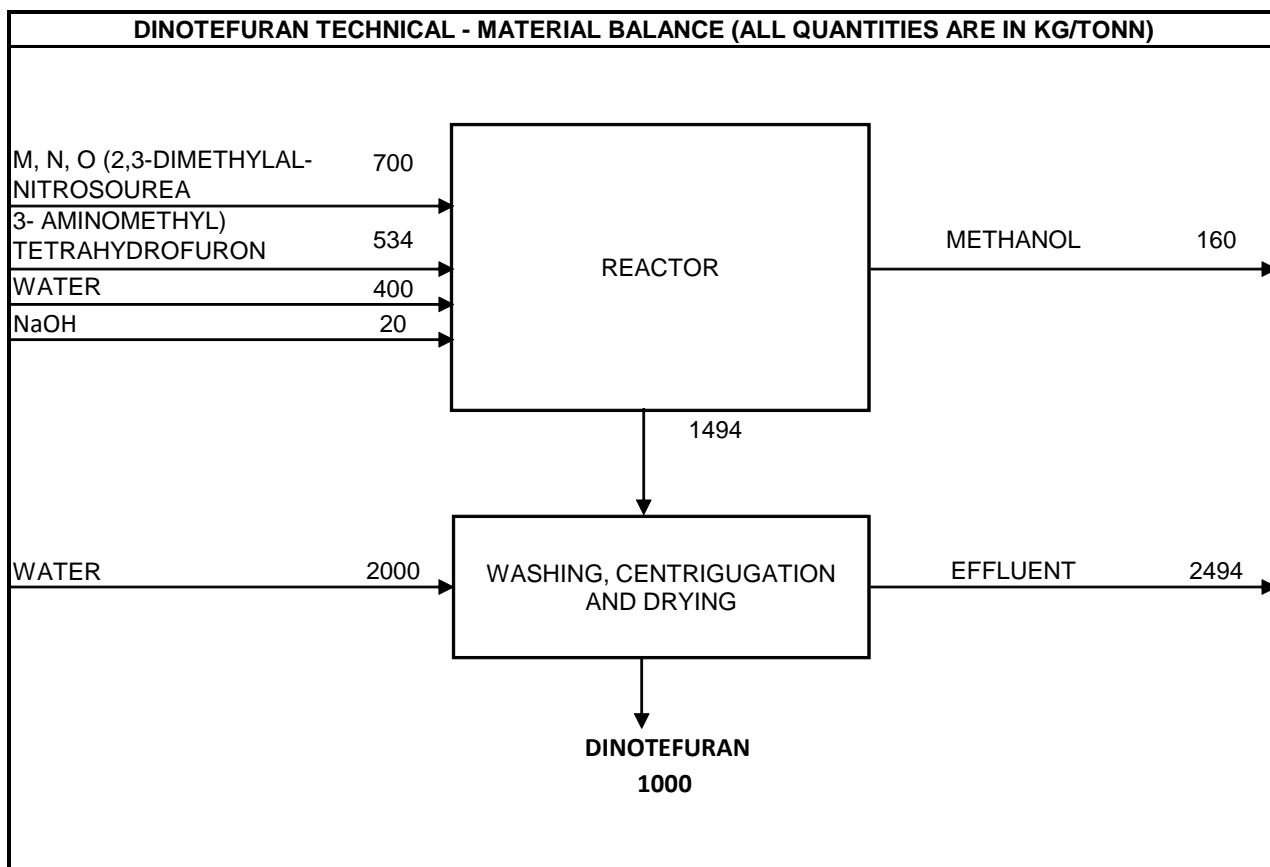 DINOTEFURAN TECHNICAL - MATERIAL BALANCE (ALL QUANTITIES ARE IN KG/TONN)
M, N, O (2,3-DIMETHYLAL-
NITROSOUREA
700
3- AMINOMETHYL)
TETRAHYDROFURON
534
WATER 400
NaOH 20
REACTOR
METHANOL 160
1494
WATER 2000
WASHING, CENTRIGUGATION
AND DRYING
EFFLUENT 2494
DINOTEFURAN
1000